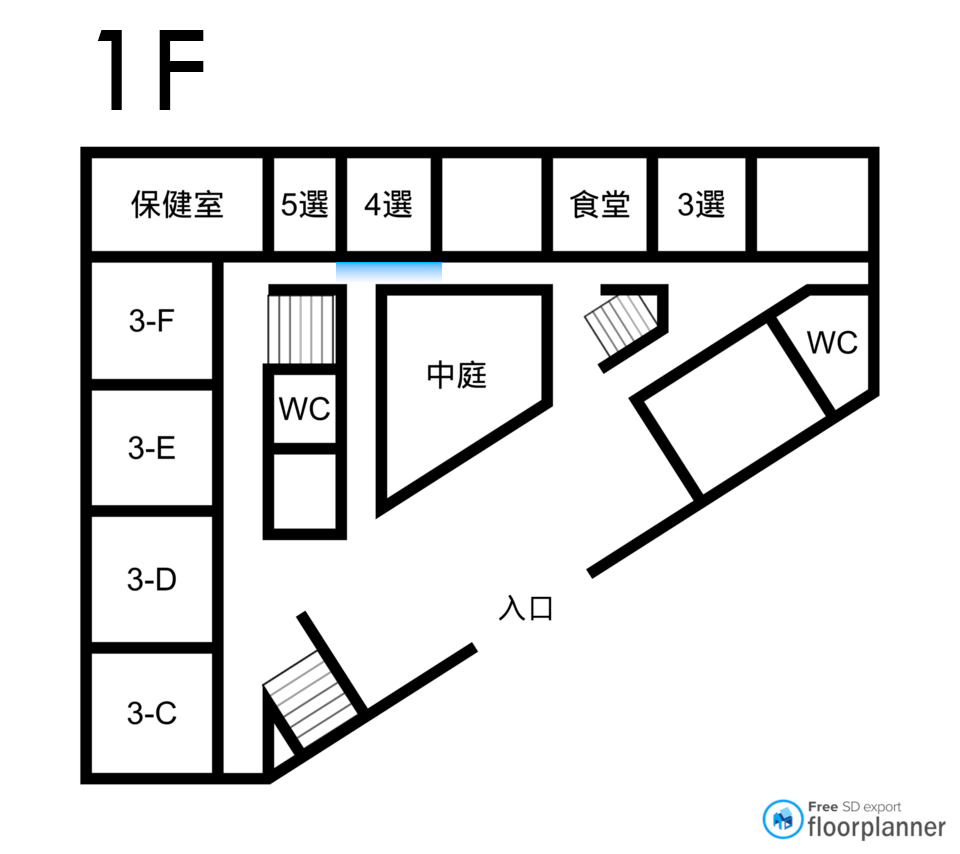 1F
保健室
5選
4選
食堂
3選
3-F
中庭
WC
WC
3-E
3-D
入口
3-C
Free SD export
floorplanner